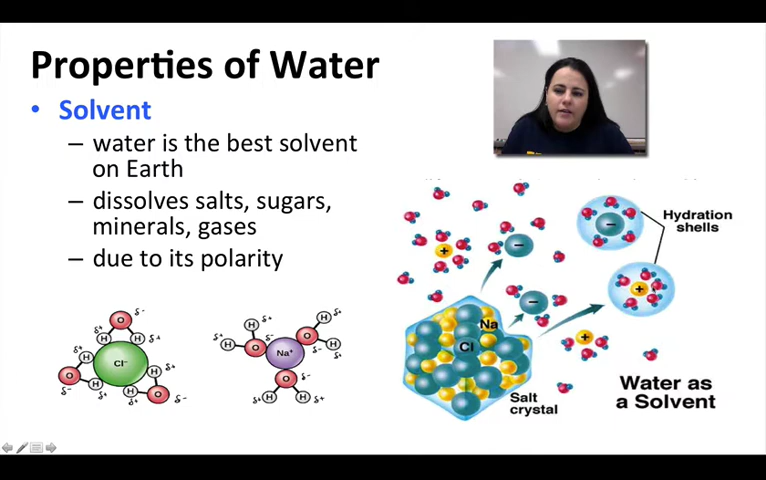 Properties of Water
• Solvent
– water is the best solvent
on Earth
– dissolves salts, sugars,
minerals, gases
– due to its polarity
Hydration
shells
–
+
–
+
–
+
Na
Cl
Salt
crystal
Water as
a Solvent
δ-
O
δ+
H
H
δ+
δ+
H
Cl⁻
H
δ+
δ-
O
H
δ+
δ+
H
O
δ-
δ+
H
H
δ+
δ+
H
O
δ-
δ-
O
δ-
H
δ+
Na⁺
δ-
O
δ+
H
H
δ+